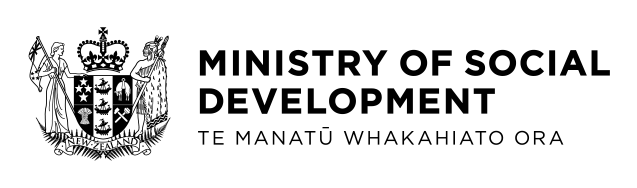 MINISTRY OF SOCIAL
DEVELOPMENT
TE MANATŪ WHAKAHIATO ORA
NEW ZEALAND